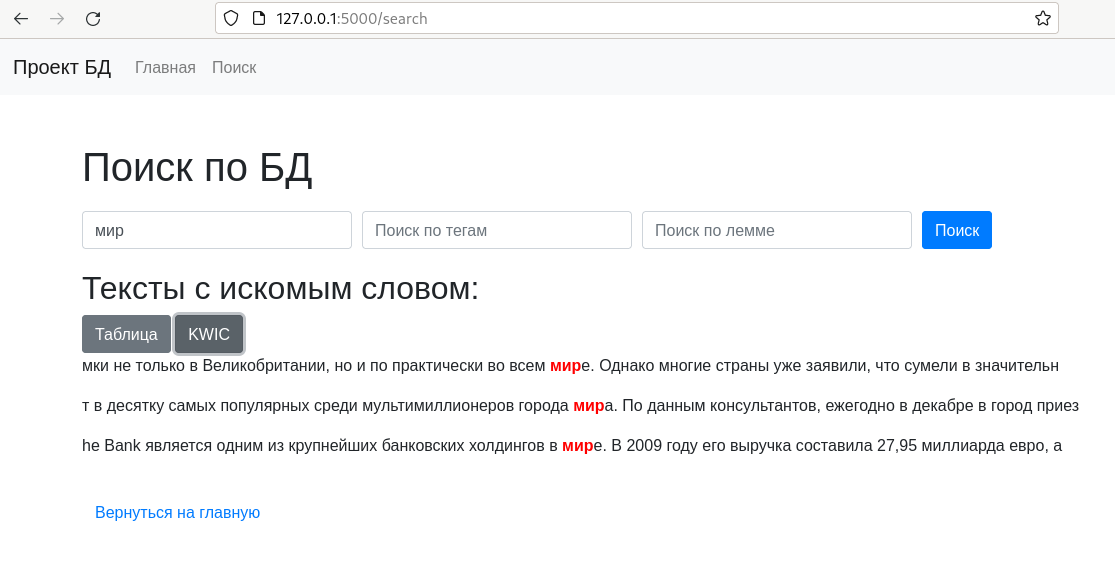 127.0.0.1:5000/search
Проект БД Главная Поиск
Поиск по БД
мир Поиск по тегам Поиск по лемме Поиск
Тексты с искомым словом:
Таблица KWIC
мки не только в Великобритании, но и по практически во всем мире. Однако многие страны уже заявили, что сумели в значительн
т в десятку самых популярных среди мультимиллионеров города мира. По данным консультантов, ежегодно в декабре в город приез
he Bank является одним из крупнейших банковских холдингов в мире. В 2009 году его выручка составила 27,95 миллиарда евро, а
Вернуться на главную